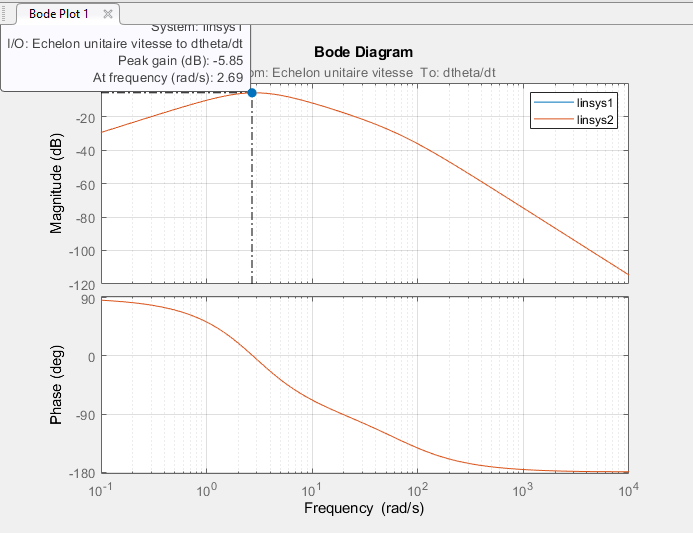 Bode Plot 1
System: linsys1
I/O: Echelon unitaire vitesse to dtheta/dt
Peak gain (dB): -5.85
At frequency (rad/s): 2.69
Bode Diagram
om: Echelon unitaire vitesse To: dtheta/dt
linsys1
linsys2
Magnitude (dB)
-20
-40
-60
-80
-100
-120
Phase (deg)
90
0
-90
-180
10^-1
10^0
10^1
10^2
10^3
10^4
Frequency (rad/s)